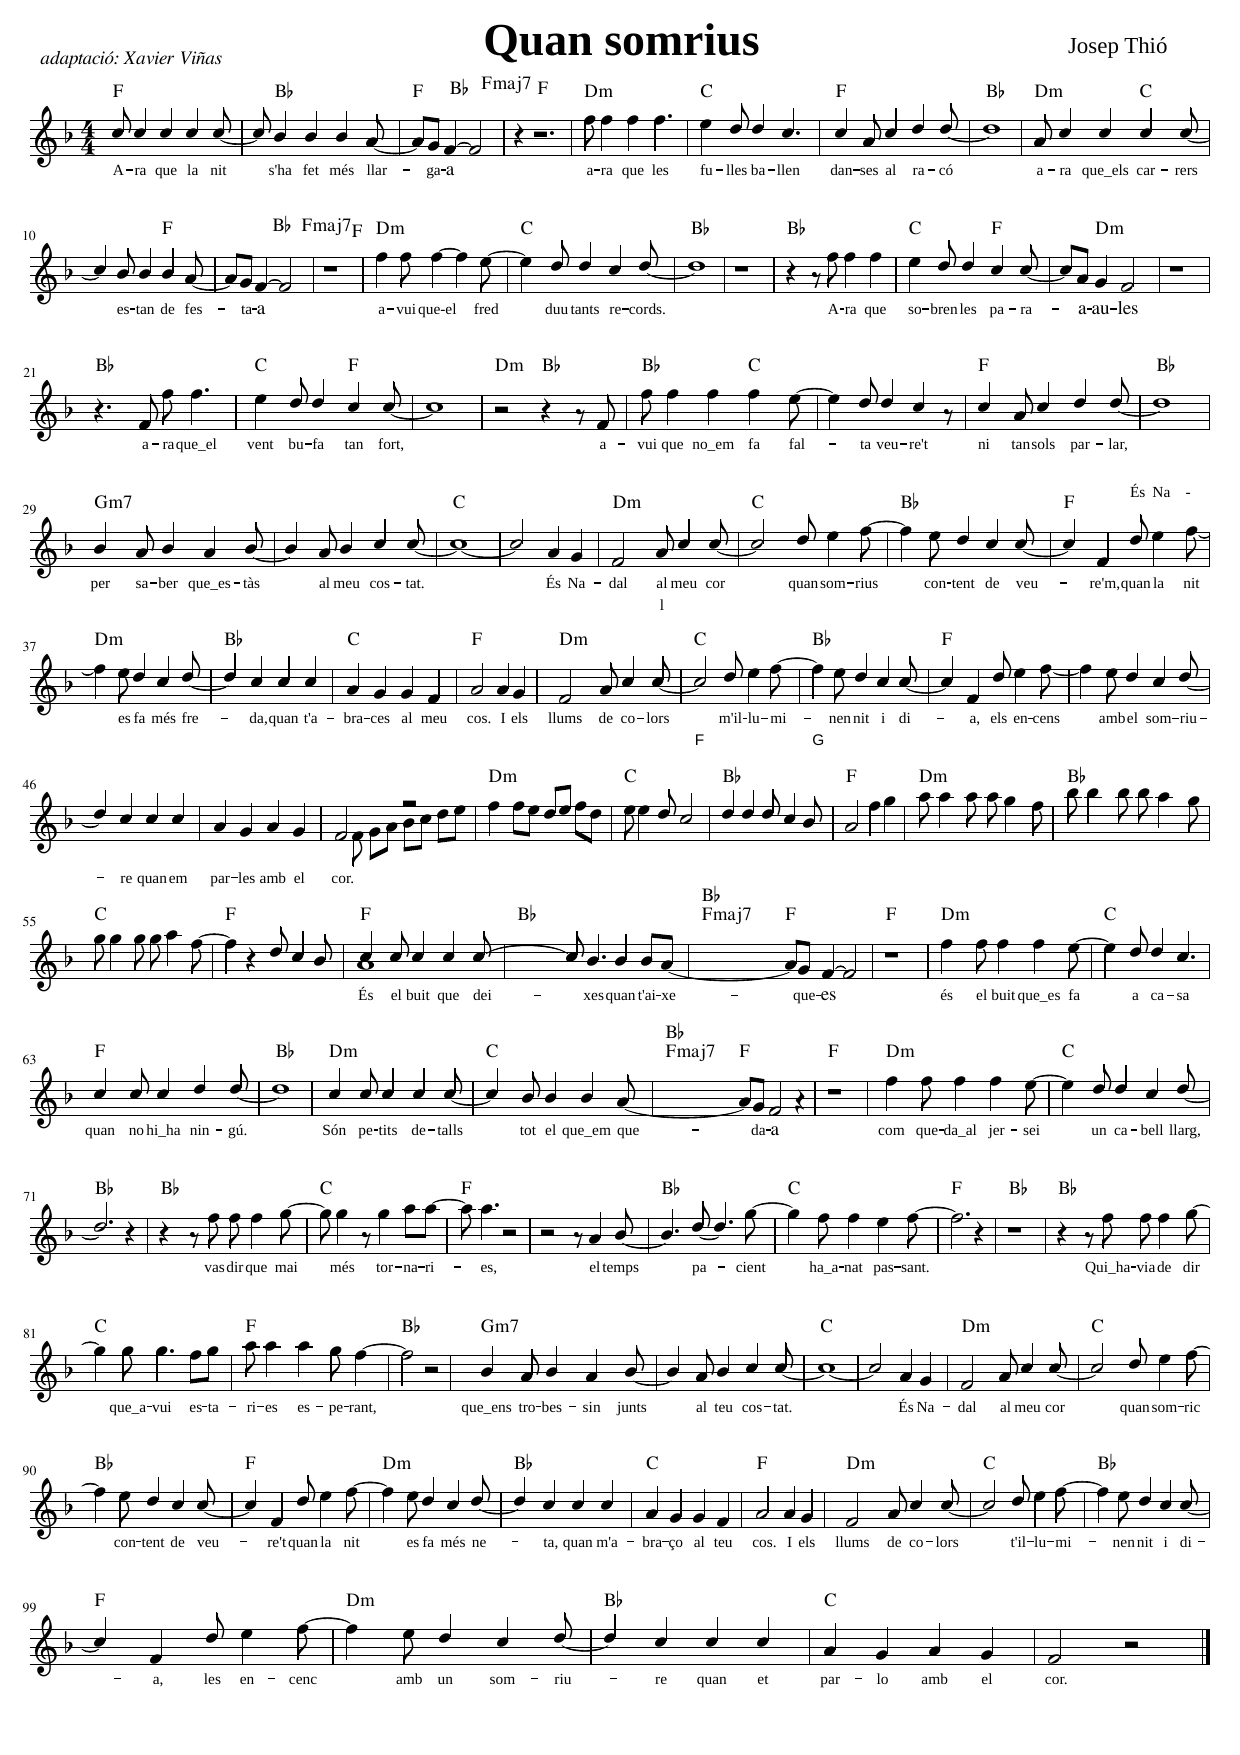 Quan somrius
adaptació: Xavier Viñas
Josep Thió
F B♭ F B♭ Fmaj7 F Dm C F B♭ Dm C
4/4
A–ra que la nit s'ha fet més llar – ga–a a–ra que les fu–lles ba–llen dan–ses al ra–có a–ra que_els car–rers
10
F B♭ Fmaj7 F Dm C B♭ B♭ C F Dm
es–tan de fes – ta–a a–vui que-el fred duu tants re–cords. A–ra que so–bren les pa–ra – a–au–les
21
B♭ C F Dm B♭ B♭ C F B♭
a–ra que_el vent bu–fa tan fort, a – vui que no_em fa fal – ta veu–re't ni tan sols par–lar,
És Na -
29
Gm7 C Dm C B♭ F
per sa–ber que_es–tàs al meu cos–tat. És Na – dal al meu cor quan som–rius con–tent de veu – re'm, quan la nit
l
37
Dm B♭ C F Dm C B♭ F
es fa més fre – da, quan t'a–bra–ces al meu cos. I els llums de co–lors m'il–lu–mi – nen nit i di – a, els en–cens amb el som–riu–
F G
46
Dm C B♭ F Dm B♭
– re quan em par–les amb el cor.
B♭
55
C F F B♭ Fmaj7 F F Dm C
És el buit que dei – xes quan t'ai–xe – que–es és el buit que_es fa a ca–sa
B♭
63
F B♭ Dm C Fmaj7 F F Dm C
quan no hi_ha nin–gú. Són pe–tits de–talls tot el que_em que – da–a com que–da_al jer–sei un ca–bell llarg,
71
B♭ B♭ C F B♭ C F B♭ B♭
vas dir que mai més tor–na–ri – es, el temps pa – cient ha_a–nat pas–sant. Qui_ha–via de dir
81
C F B♭ Gm7 C Dm C
que_a–vui es–ta–ri–es es–pe–rant, que_ens tro–bes–sin junts al teu cos–tat. És Na – dal al meu cor quan som–ric
90
B♭ F Dm B♭ C F Dm C B♭
con–tent de veu – re't quan la nit es fa més ne – ta, quan m'a–bra–ço al teu cos. I els llums de co–lors t'il–lu–mi – nen nit i di–
99
F Dm B♭ C
– a, les en–cenc amb un som–riu – re quan et par–lo amb el cor.